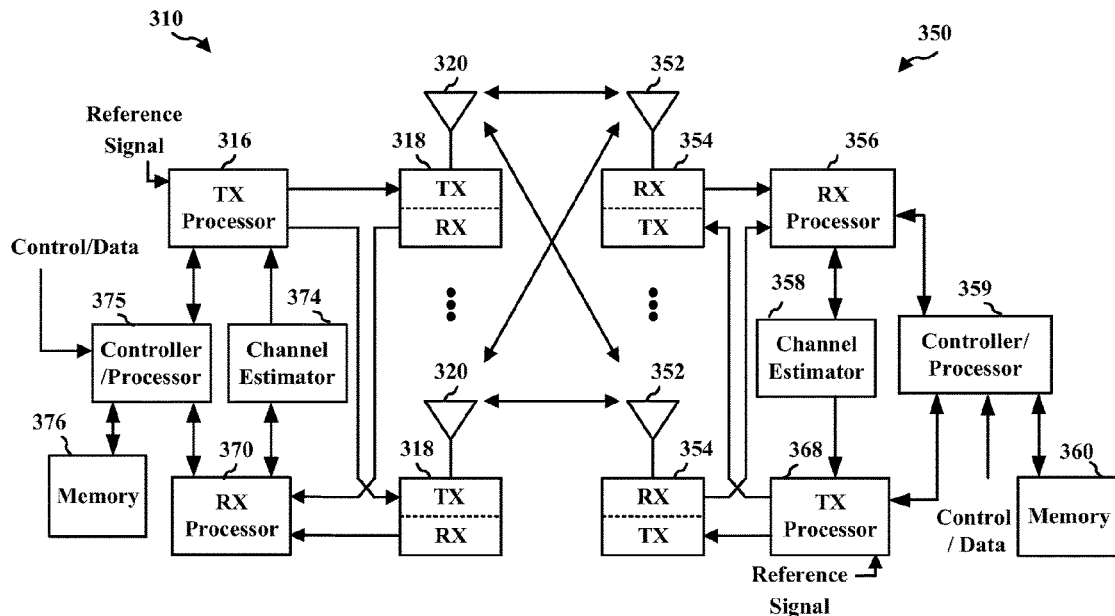 310
350
320
352
Reference
Signal
316
318
354
356
TX
Processor
TX
RX
RX
TX
RX
Processor
Control/Data
375
374
358
359
Controller
/Processor
Channel
Estimator
Channel
Estimator
Controller/
Processor
320
352
376
370
318
354
368
360
Memory
RX
Processor
TX
RX
RX
TX
TX
Processor
Control
/ Data
Memory
Reference
Signal